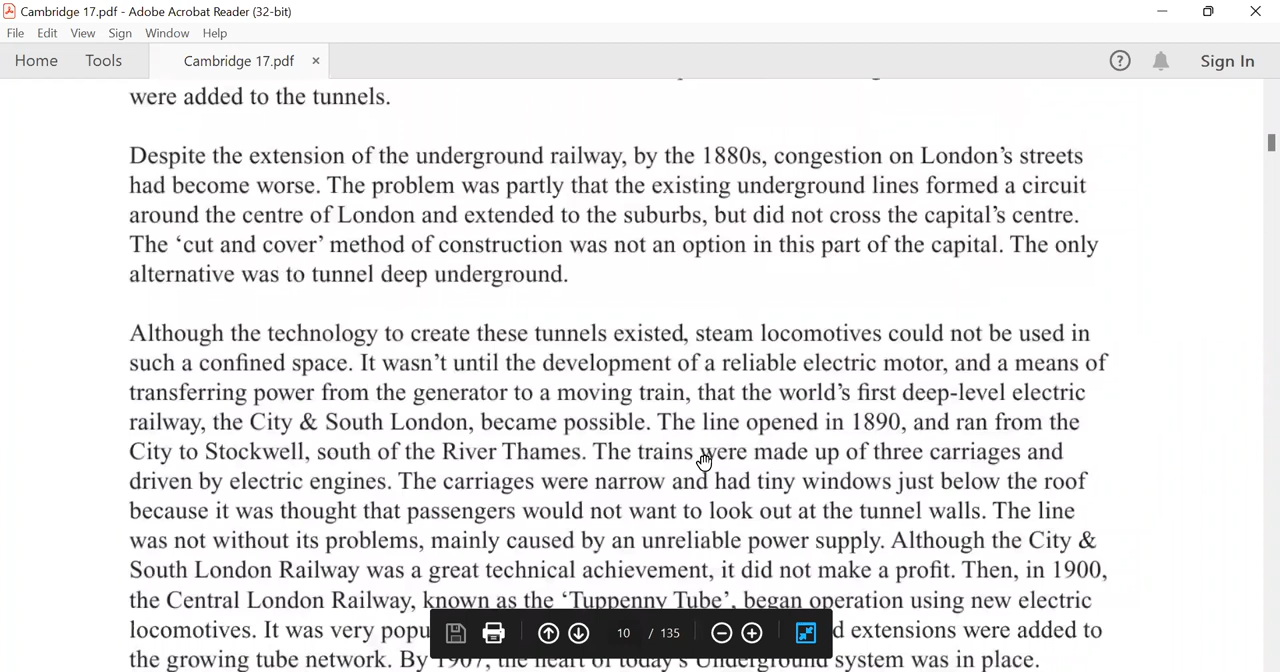 Cambridge 17.pdf - Adobe Acrobat Reader (32-bit)
File Edit View Sign Window Help
Home Tools Cambridge 17.pdf × ? Sign In
were added to the tunnels.
Despite the extension of the underground railway, by the 1880s, congestion on London’s streets
had become worse. The problem was partly that the existing underground lines formed a circuit
around the centre of London and extended to the suburbs, but did not cross the capital’s centre.
The ‘cut and cover’ method of construction was not an option in this part of the capital. The only
alternative was to tunnel deep underground.
Although the technology to create these tunnels existed, steam locomotives could not be used in
such a confined space. It wasn’t until the development of a reliable electric motor, and a means of
transferring power from the generator to a moving train, that the world’s first deep-level electric
railway, the City & South London, became possible. The line opened in 1890, and ran from the
City to Stockwell, south of the River Thames. The trains were made up of three carriages and
driven by electric engines. The carriages were narrow and had tiny windows just below the roof
because it was thought that passengers would not want to look out at the tunnel walls. The line
was not without its problems, mainly caused by an unreliable power supply. Although the City &
South London Railway was a great technical achievement, it did not make a profit. Then, in 1900,
the Central London Railway, known as the ‘Tuppenny Tube’, began operation using new electric
locomotives. It was very popu d extensions were added to
the growing tube network. By 1907, the heart of today’s Underground system was in place.
10 / 135